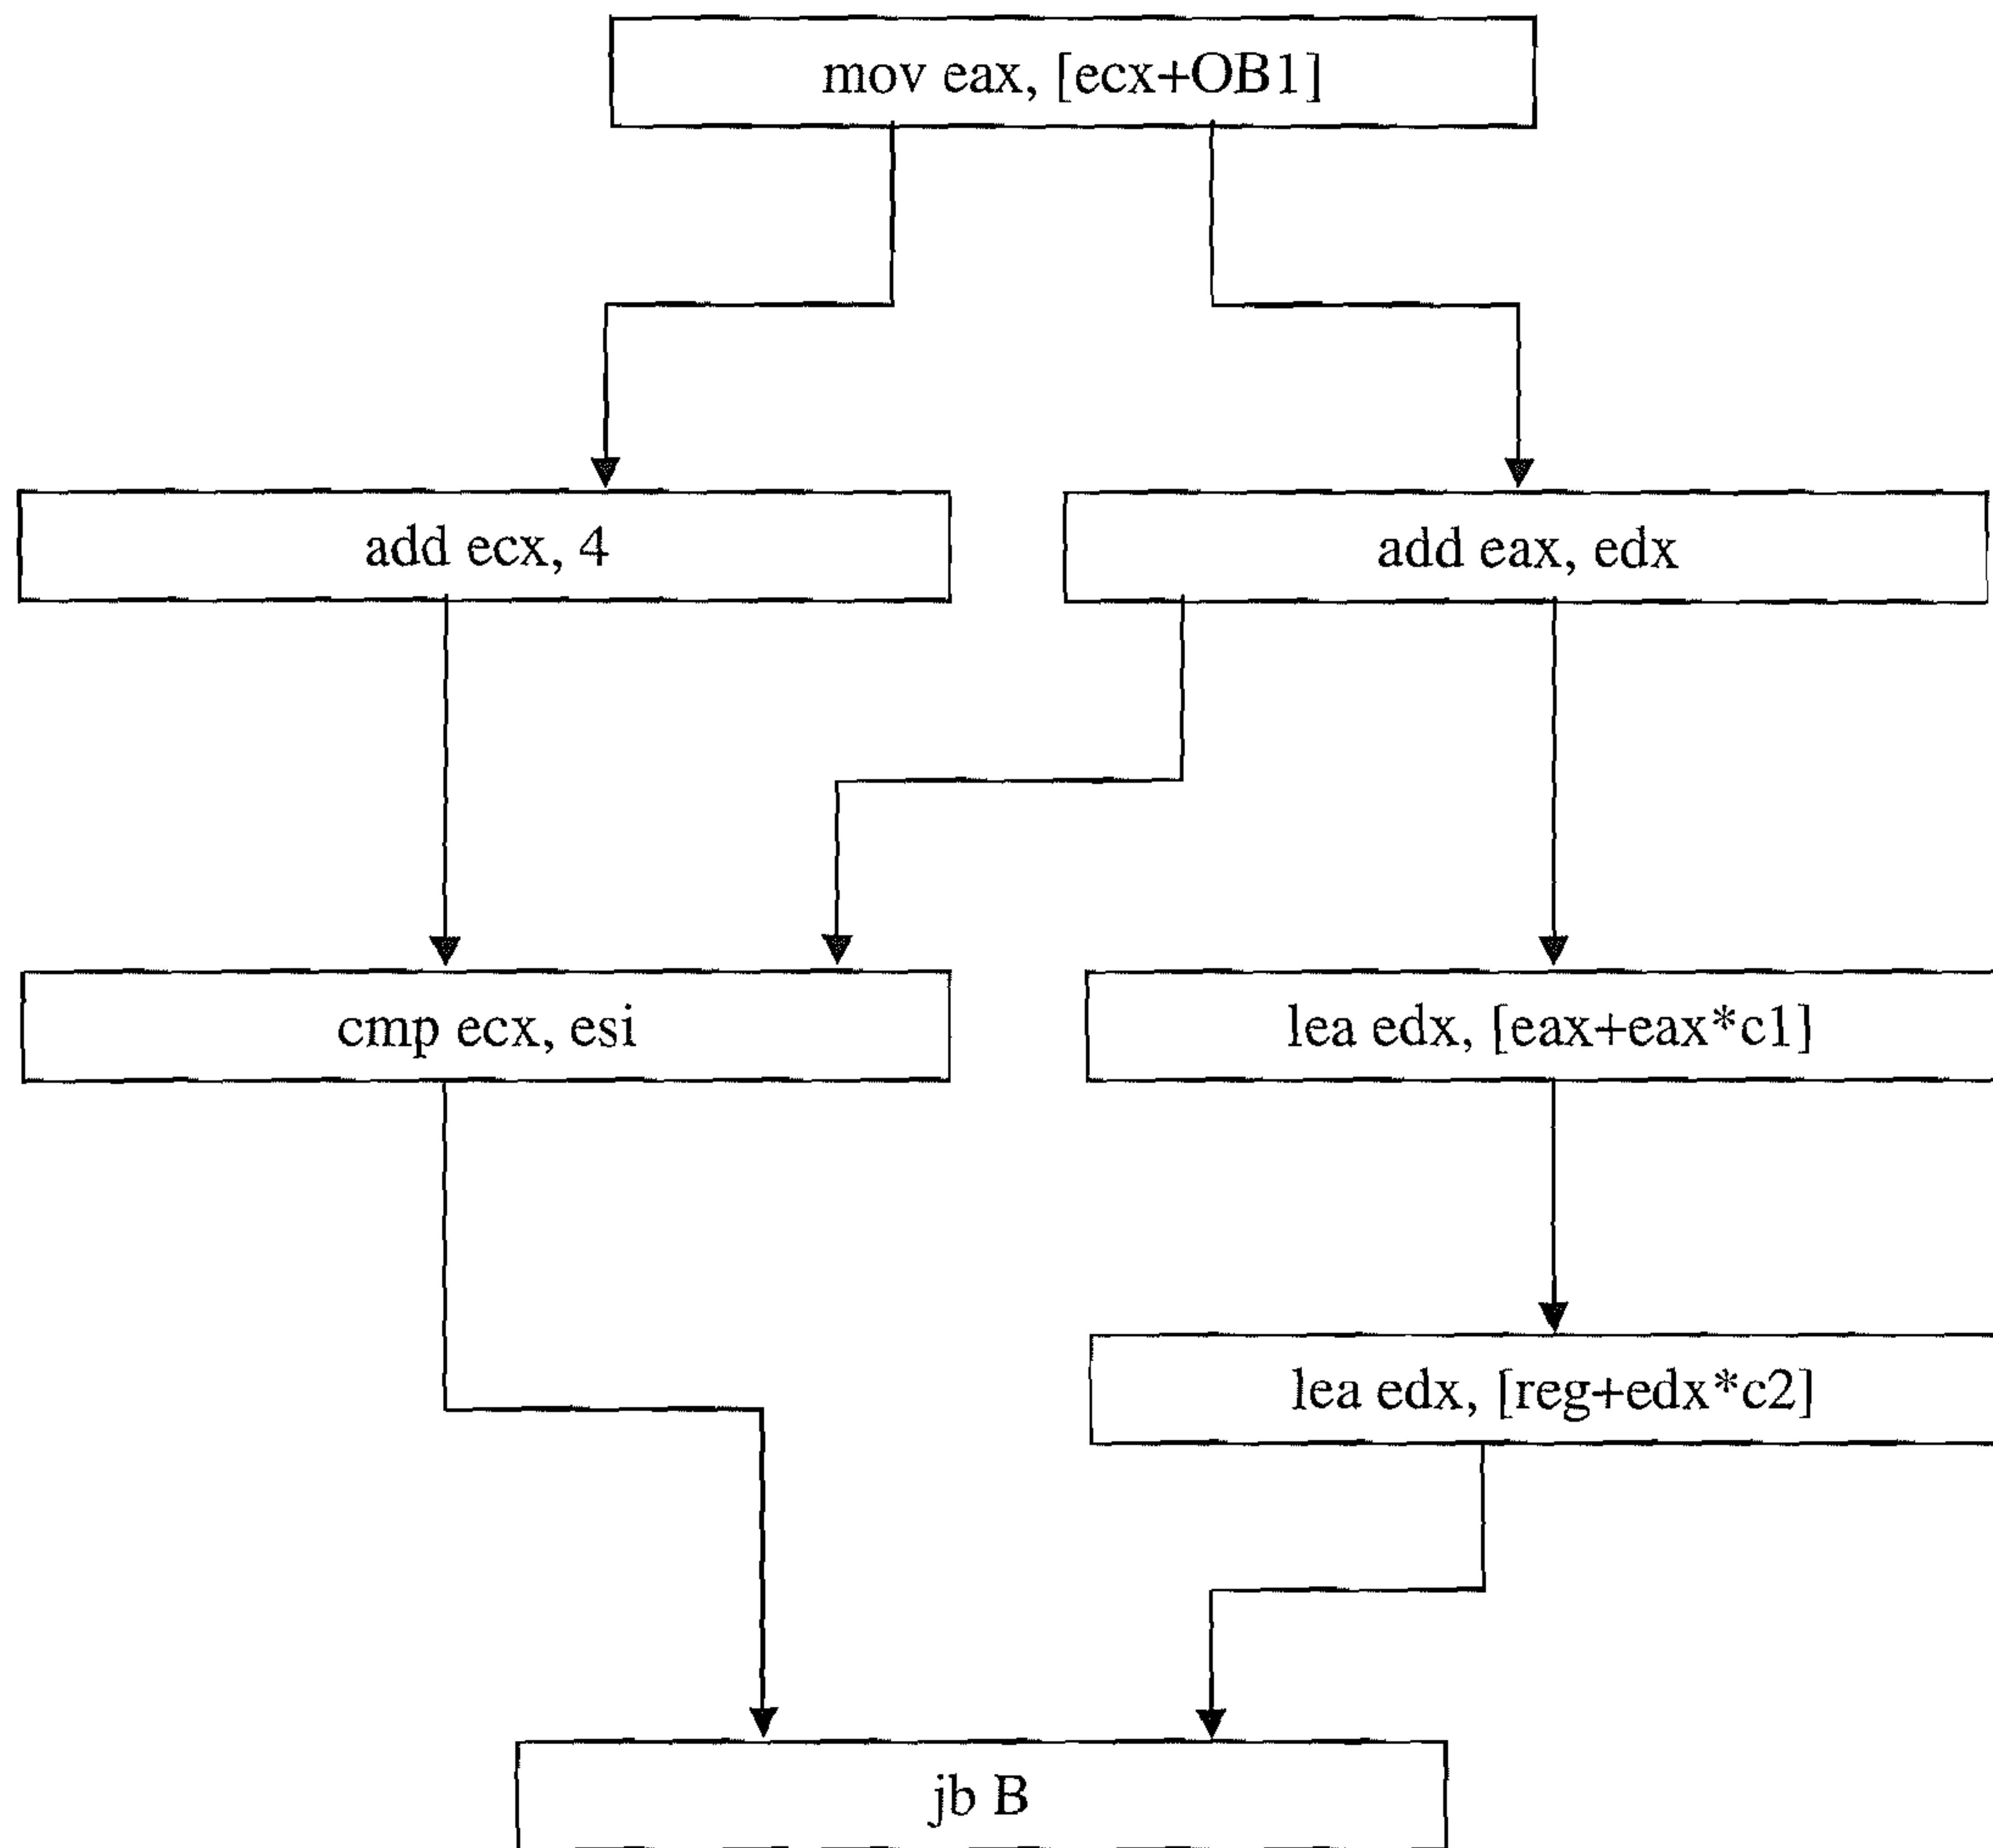 mov eax, [ecx+OB1]
add ecx, 4
add eax, edx
cmp ecx, esi
lea edx, [eax+eax*c1]
lea edx, [reg+edx*c2]
jb B